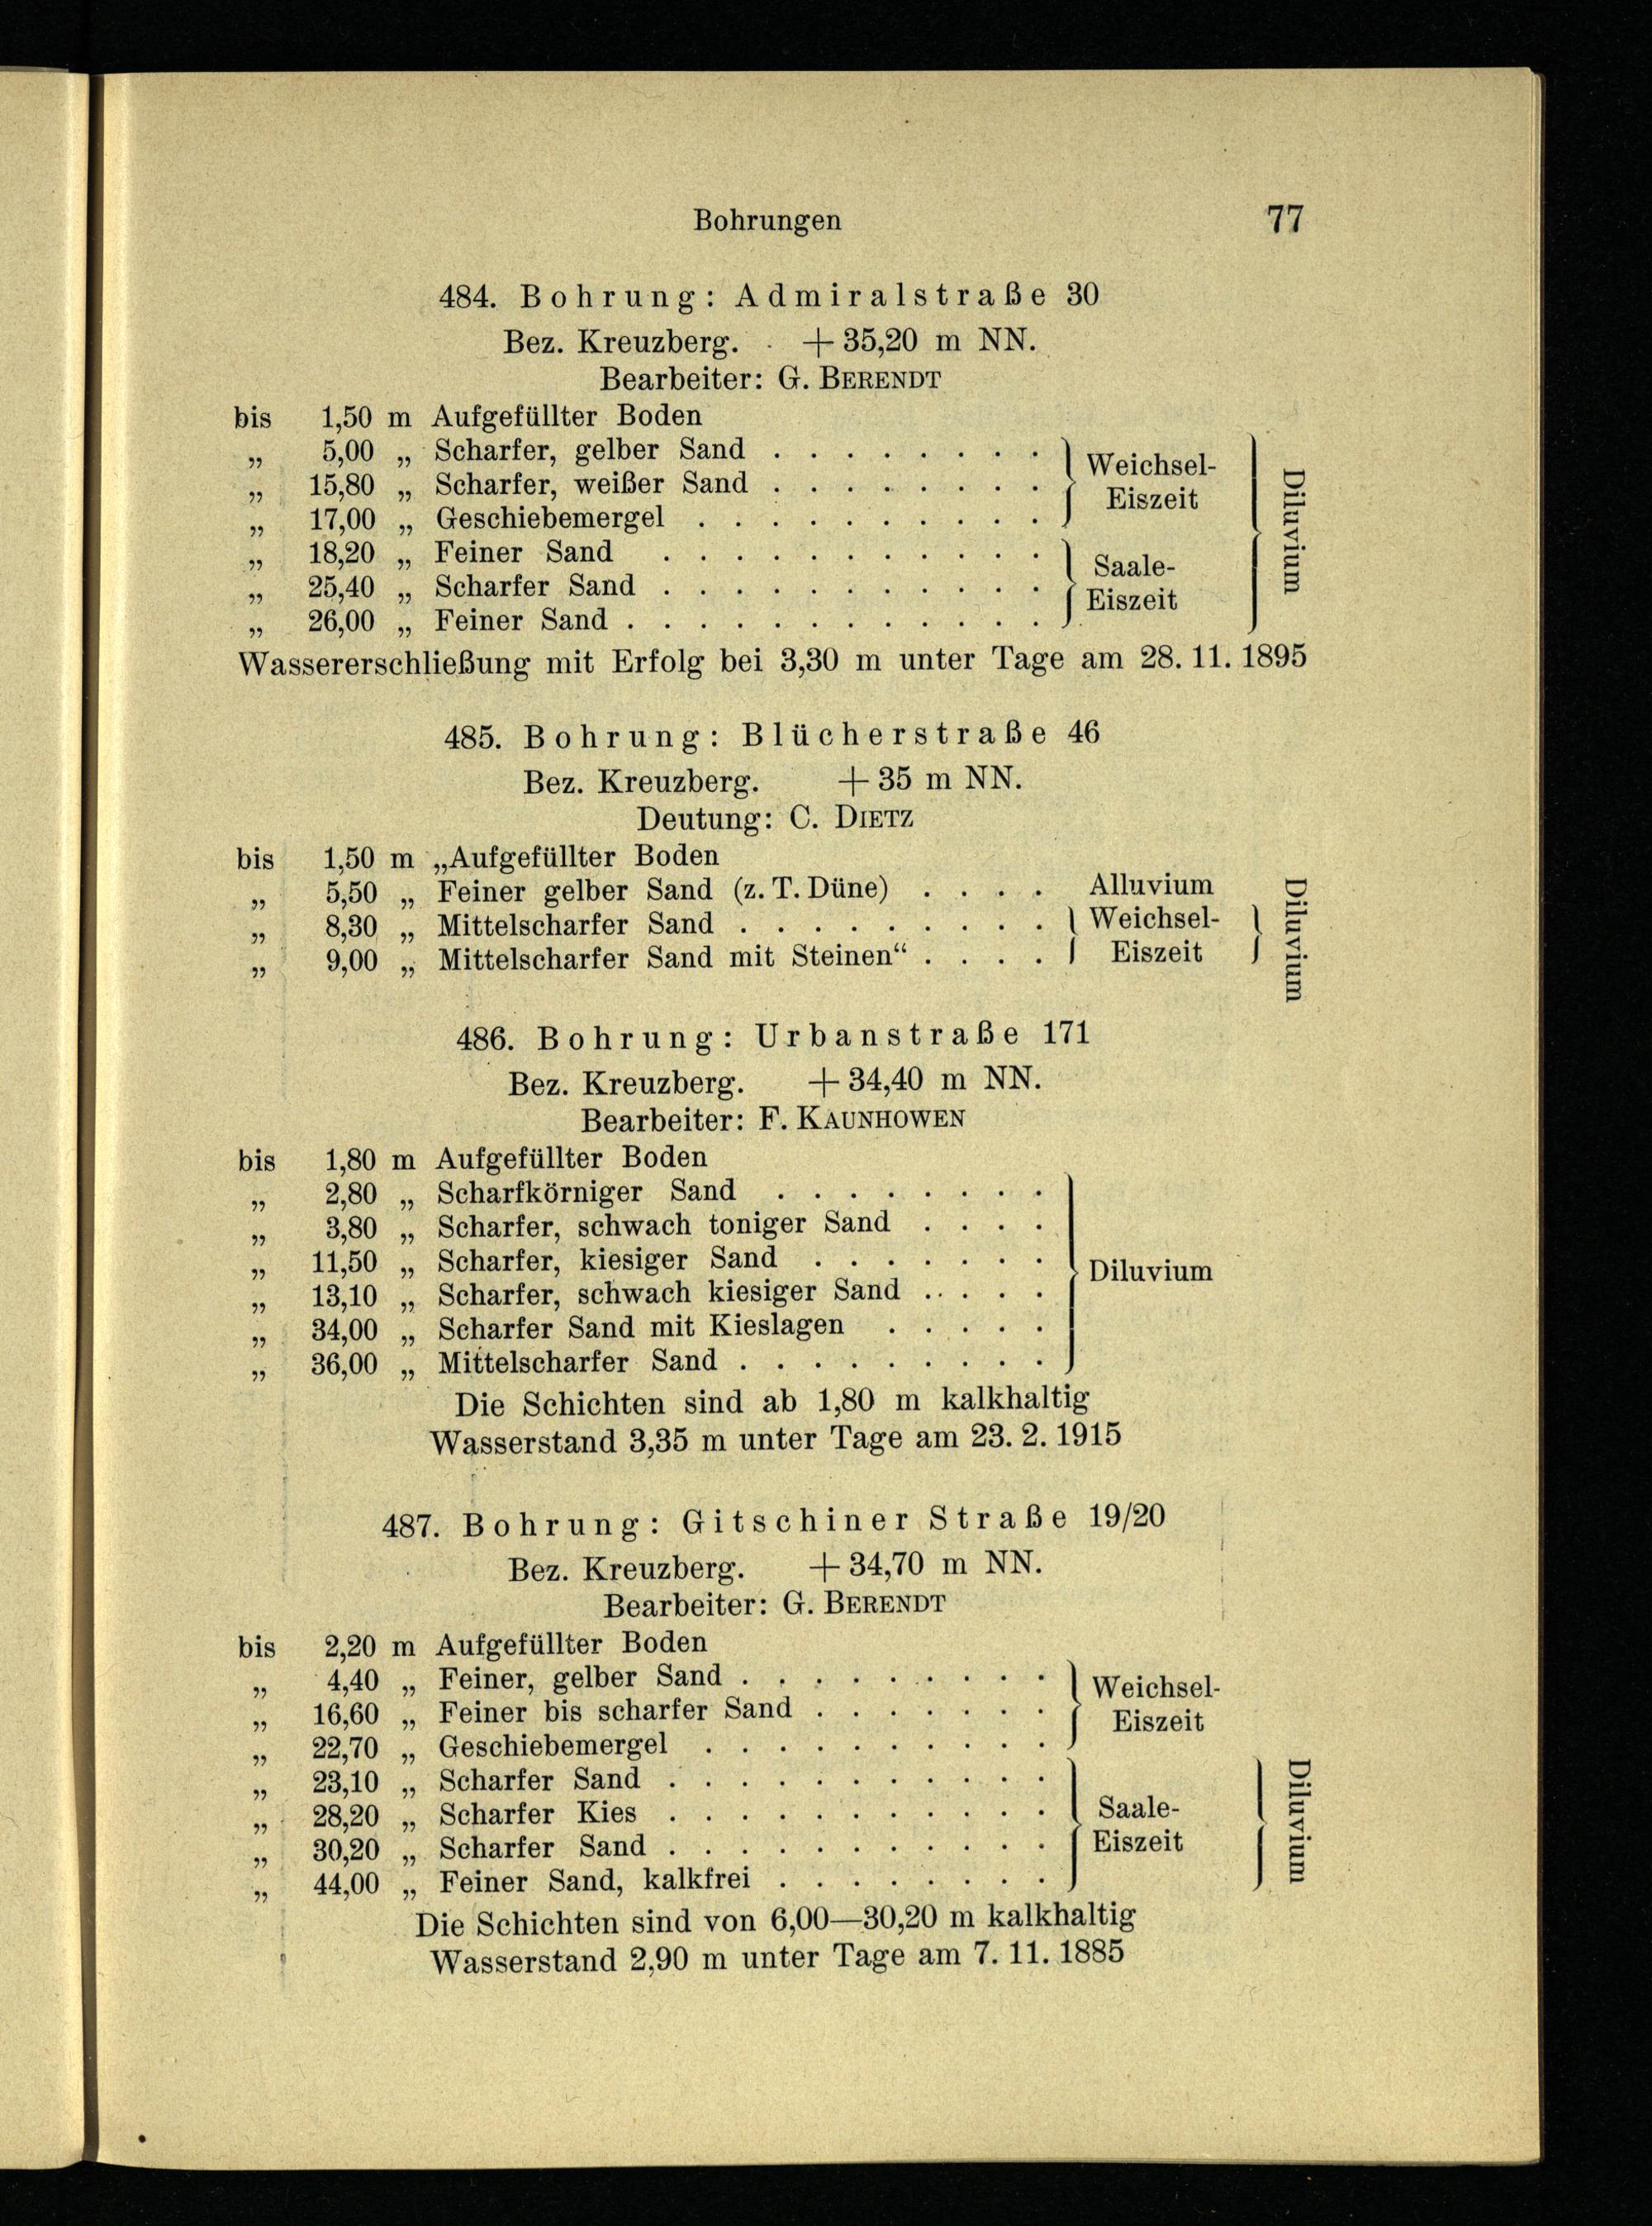 Bohrungen 77
484. Bohrung: Admiralstraße 30
Bez. Kreuzberg. + 35,20 m NN.
Bearbeiter: G. BERENDT
bis 1,50 m Aufgefüllter Boden
„ 5,00 „ Scharfer, gelber Sand . . . . . . . .
„ 15,80 „ Scharfer, weißer Sand . . . . . . . .
„ 17,00 „ Geschiebemergel . . . . . . . . . .
Weichsel-
Eiszeit
„ 18,20 „ Feiner Sand . . . . . . . . . . .
„ 25,40 „ Scharfer Sand . . . . . . . . . . .
„ 26,00 „ Feiner Sand . . . . . . . . . . . .
Saale-
Eiszeit
Diluvium
Wassererschließung mit Erfolg bei 3,30 m unter Tage am 28. 11. 1895
485. Bohrung: Blücherstraße 46
Bez. Kreuzberg. + 35 m NN.
Deutung: C. DIETZ
bis 1,50 m „Aufgefüllter Boden
„ 5,50 „ Feiner gelber Sand (z. T. Düne) . . . . Alluvium
„ 8,30 „ Mittelscharfer Sand . . . . . . . . . Weichsel-
„ 9,00 „ Mittelscharfer Sand mit Steinen“ . . . . Eiszeit
Diluvium
486. Bohrung: Urbanstraße 171
Bez. Kreuzberg. + 34,40 m NN.
Bearbeiter: F. KAUNHOWEN
bis 1,80 m Aufgefüllter Boden
„ 2,80 „ Scharfkörniger Sand . . . . . . . .
„ 3,80 „ Scharfer, schwach toniger Sand . . . .
„ 11,50 „ Scharfer, kiesiger Sand . . . . . . .
„ 13,10 „ Scharfer, schwach kiesiger Sand . . . .
„ 34,00 „ Scharfer Sand mit Kieslagen . . . . .
„ 36,00 „ Mittelscharfer Sand . . . . . . . . .
Diluvium
Die Schichten sind ab 1,80 m kalkhaltig
Wasserstand 3,35 m unter Tage am 23. 2. 1915
487. Bohrung: Gitschiner Straße 19/20
Bez. Kreuzberg. + 34,70 m NN.
Bearbeiter: G. BERENDT
bis 2,20 m Aufgefüllter Boden
„ 4,40 „ Feiner, gelber Sand . . . . . . . . .
„ 16,60 „ Feiner bis scharfer Sand . . . . . . .
„ 22,70 „ Geschiebemergel . . . . . . . . . .
Weichsel-
Eiszeit
„ 23,10 „ Scharfer Sand . . . . . . . . . . .
„ 28,20 „ Scharfer Kies . . . . . . . . . . .
„ 30,20 „ Scharfer Sand . . . . . . . . . . .
„ 44,00 „ Feiner Sand, kalkfrei . . . . . . . .
Saale-
Eiszeit
Diluvium
Die Schichten sind von 6,00—30,20 m kalkhaltig
Wasserstand 2,90 m unter Tage am 7. 11. 1885